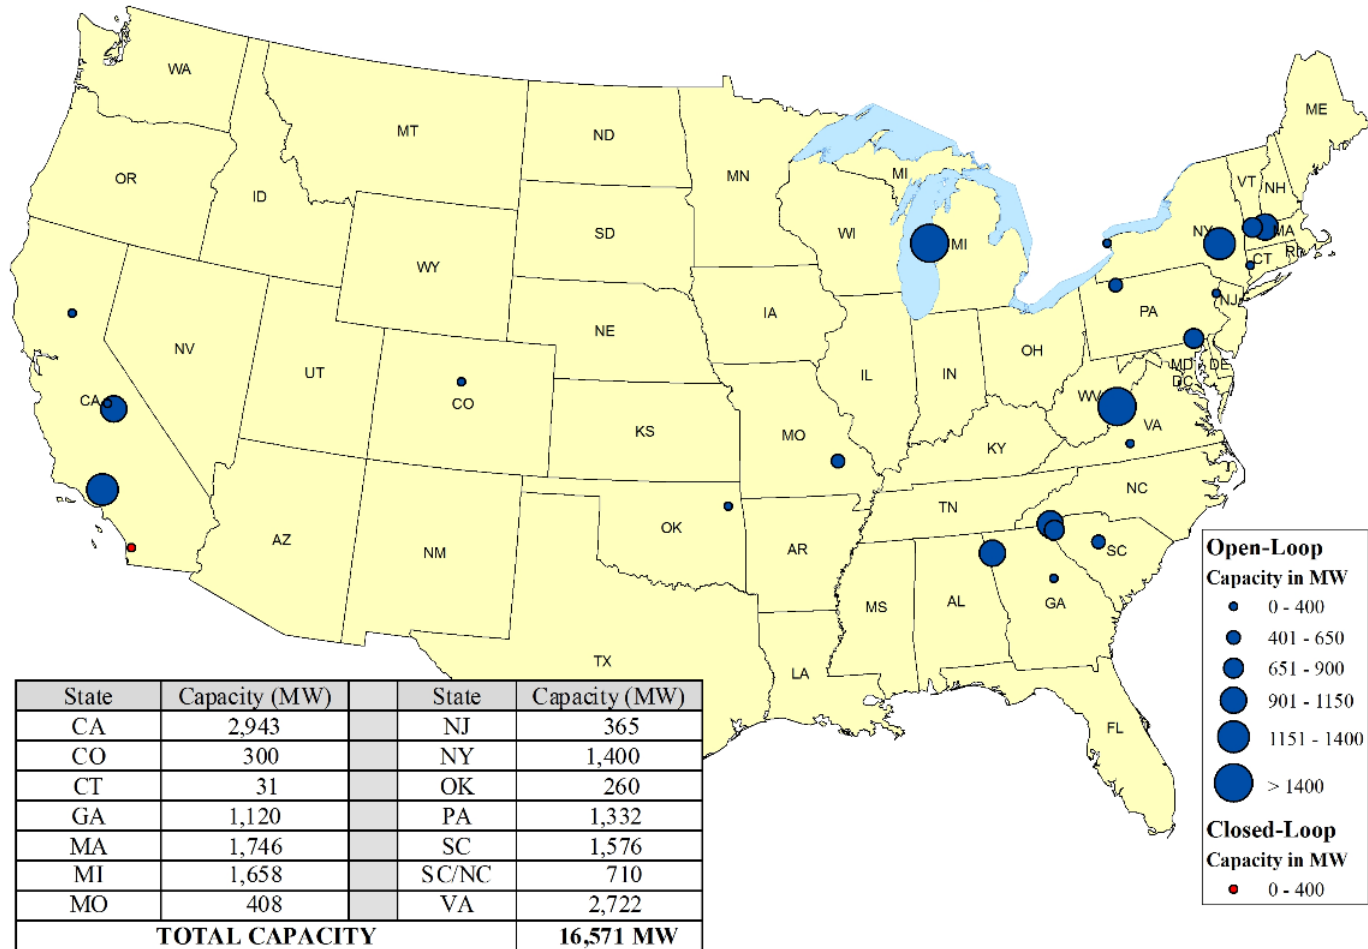 WA
MT
ND
MN
MI
ME
VT
NH
OR
ID
SD
WI
MI
NY
MA
CT
RI
WY
IA
PA
NJ
NV
NE
OH
MD
DE
DC
UT
IL
IN
WV
CA
CO
KS
MO
KY
VA
NC
TN
OK
AZ
NM
AR
SC
MS
AL
GA
TX
LA
FL
State Capacity (MW) State Capacity (MW)
CA 2,943 NJ 365
CO 300 NY 1,400
CT 31 OK 260
GA 1,120 PA 1,332
MA 1,746 SC 1,576
MI 1,658 SC/NC 710
MO 408 VA 2,722
TOTAL CAPACITY 16,571 MW
Open-Loop
Capacity in MW
0 - 400
401 - 650
651 - 900
901 - 1150
1151 - 1400
> 1400
Closed-Loop
Capacity in MW
0 - 400